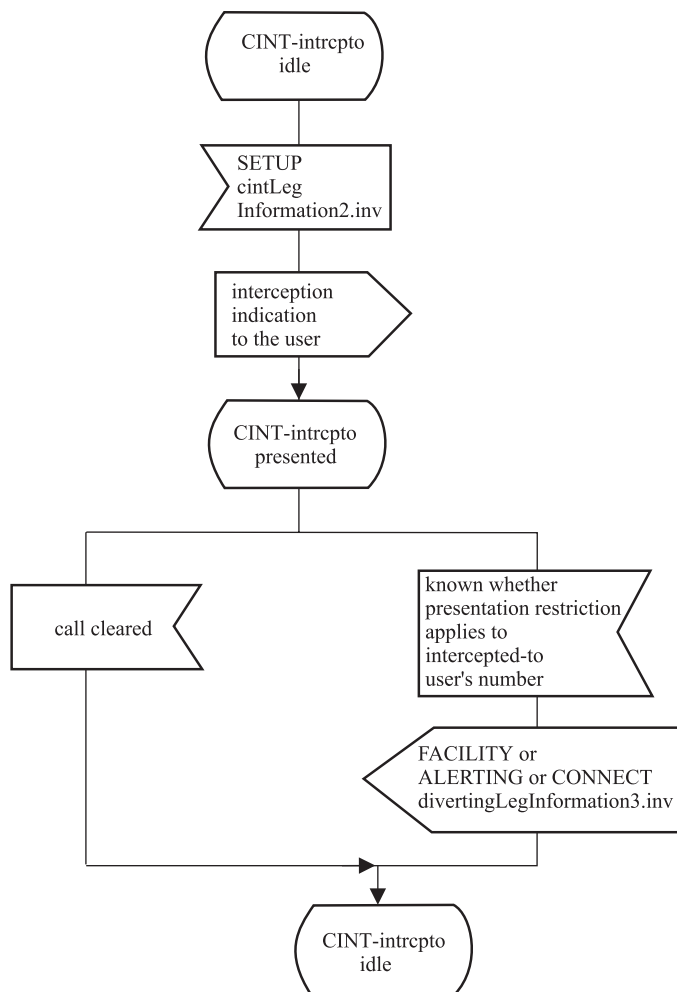 CINT-intrcpto
idle
SETUP
cintLeg
Information2.inv
interception
indication
to the user
CINT-intrcpto
presented
call cleared
known whether
presentation restriction
applies to
intercepted-to
user's number
FACILITY or
ALERTING or CONNECT
divertingLegInformation3.inv
CINT-intrcpto
idle